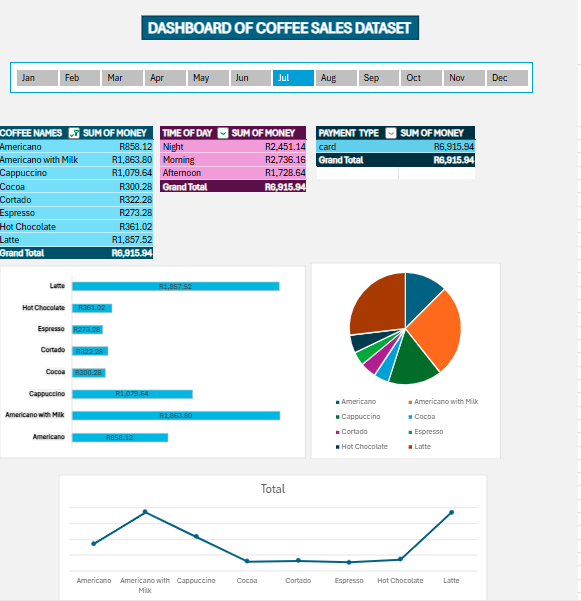 DASHBOARD OF COFFEE SALES DATASET
Jan Feb Mar Apr May Jun Jul Aug Sep Oct Nov Dec
COFFEE NAMES SUM OF MONEY
Americano R858.12
Americano with Milk R1,863.80
Cappuccino R1,079.64
Cocoa R300.28
Cortado R322.28
Espresso R273.28
Hot Chocolate R361.02
Latte R1,857.52
Grand Total R6,915.94
TIME OF DAY SUM OF MONEY
Night R2,451.14
Morning R2,736.16
Afternoon R1,728.64
Grand Total R6,915.94
PAYMENT TYPE SUM OF MONEY
card R6,915.94
Grand Total R6,915.94
Latte R1,857.52
Hot Chocolate R361.02
Espresso R273.28
Cortado R322.28
Cocoa R300.28
Cappuccino R1,079.64
Americano with Milk R1,863.80
Americano R858.12
Americano Americano with Milk
Cappuccino Cocoa
Cortado Espresso
Hot Chocolate Latte
Total
Americano Americano with Milk Cappuccino Cocoa Cortado Espresso Hot Chocolate Latte